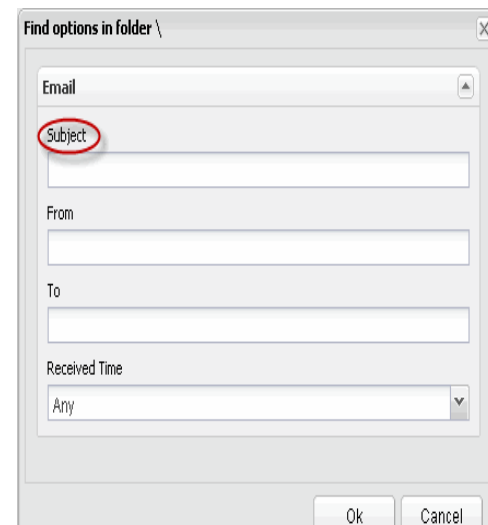 Find options in folder \
Email
Subject
From
To
Received Time
Any
Ok
Cancel